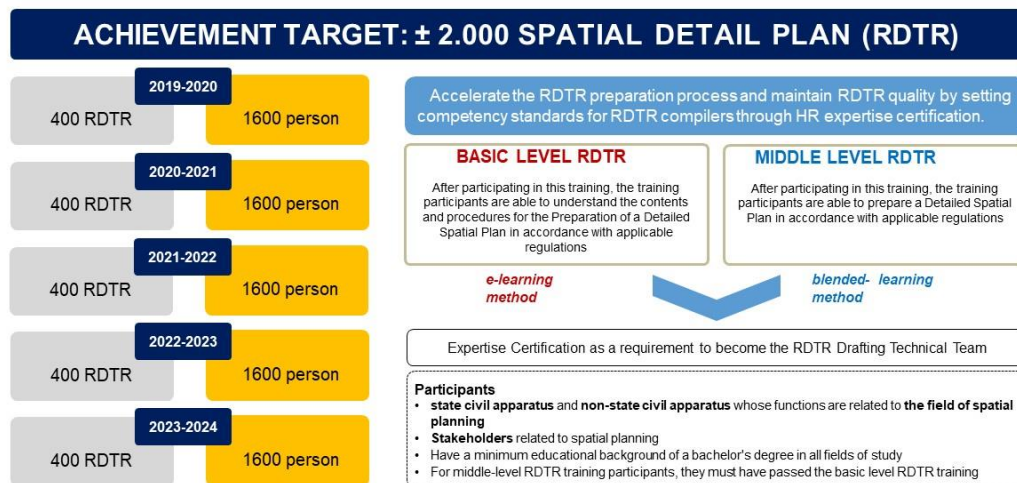 ACHIEVEMENT TARGET: ± 2.000 SPATIAL DETAIL PLAN (RDTR)
2019-2020
400 RDTR
1600 person
2020-2021
400 RDTR
1600 person
2021-2022
400 RDTR
1600 person
2022-2023
400 RDTR
1600 person
2023-2024
400 RDTR
1600 person
Accelerate the RDTR preparation process and maintain RDTR quality by setting
competency standards for RDTR compilers through HR expertise certification.
BASIC LEVEL RDTR
After participating in this training, the training
participants are able to understand the contents
and procedures for the Preparation of a Detailed
Spatial Plan in accordance with applicable
regulations
MIDDLE LEVEL RDTR
After participating in this training, the training
participants are able to prepare a Detailed Spatial
Plan in accordance with applicable regulations
e-learning
method
blended- learning
method
Expertise Certification as a requirement to become the RDTR Drafting Technical Team
Participants
• state civil apparatus and non-state civil apparatus whose functions are related to the field of spatial
planning
• Stakeholders related to spatial planning
• Have a minimum educational background of a bachelor's degree in all fields of study
• For middle-level RDTR training participants, they must have passed the basic level RDTR training